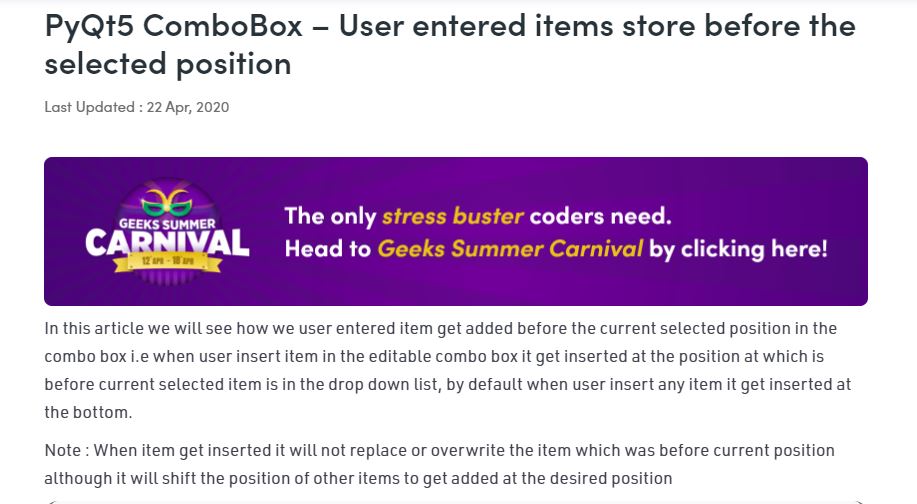 PyQt5 ComboBox – User entered items store before the
selected position
Last Updated : 22 Apr, 2020
GEEKS SUMMER
CARNIVAL
12 APR - 18 APR
The only stress buster coders need.
Head to Geeks Summer Carnival by clicking here!
In this article we will see how we user entered item get added before the current selected position in the
combo box i.e when user insert item in the editable combo box it get inserted at the position at which is
before current selected item is in the drop down list, by default when user insert any item it get inserted at
the bottom.
Note : When item get inserted it will not replace or overwrite the item which was before current position
although it will shift the position of other items to get added at the desired position